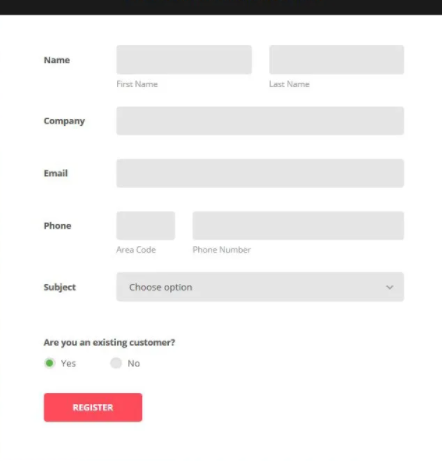 Name
First Name Last Name
Company
Email
Phone
Area Code Phone Number
Subject Choose option
Are you an existing customer?
Yes No
REGISTER